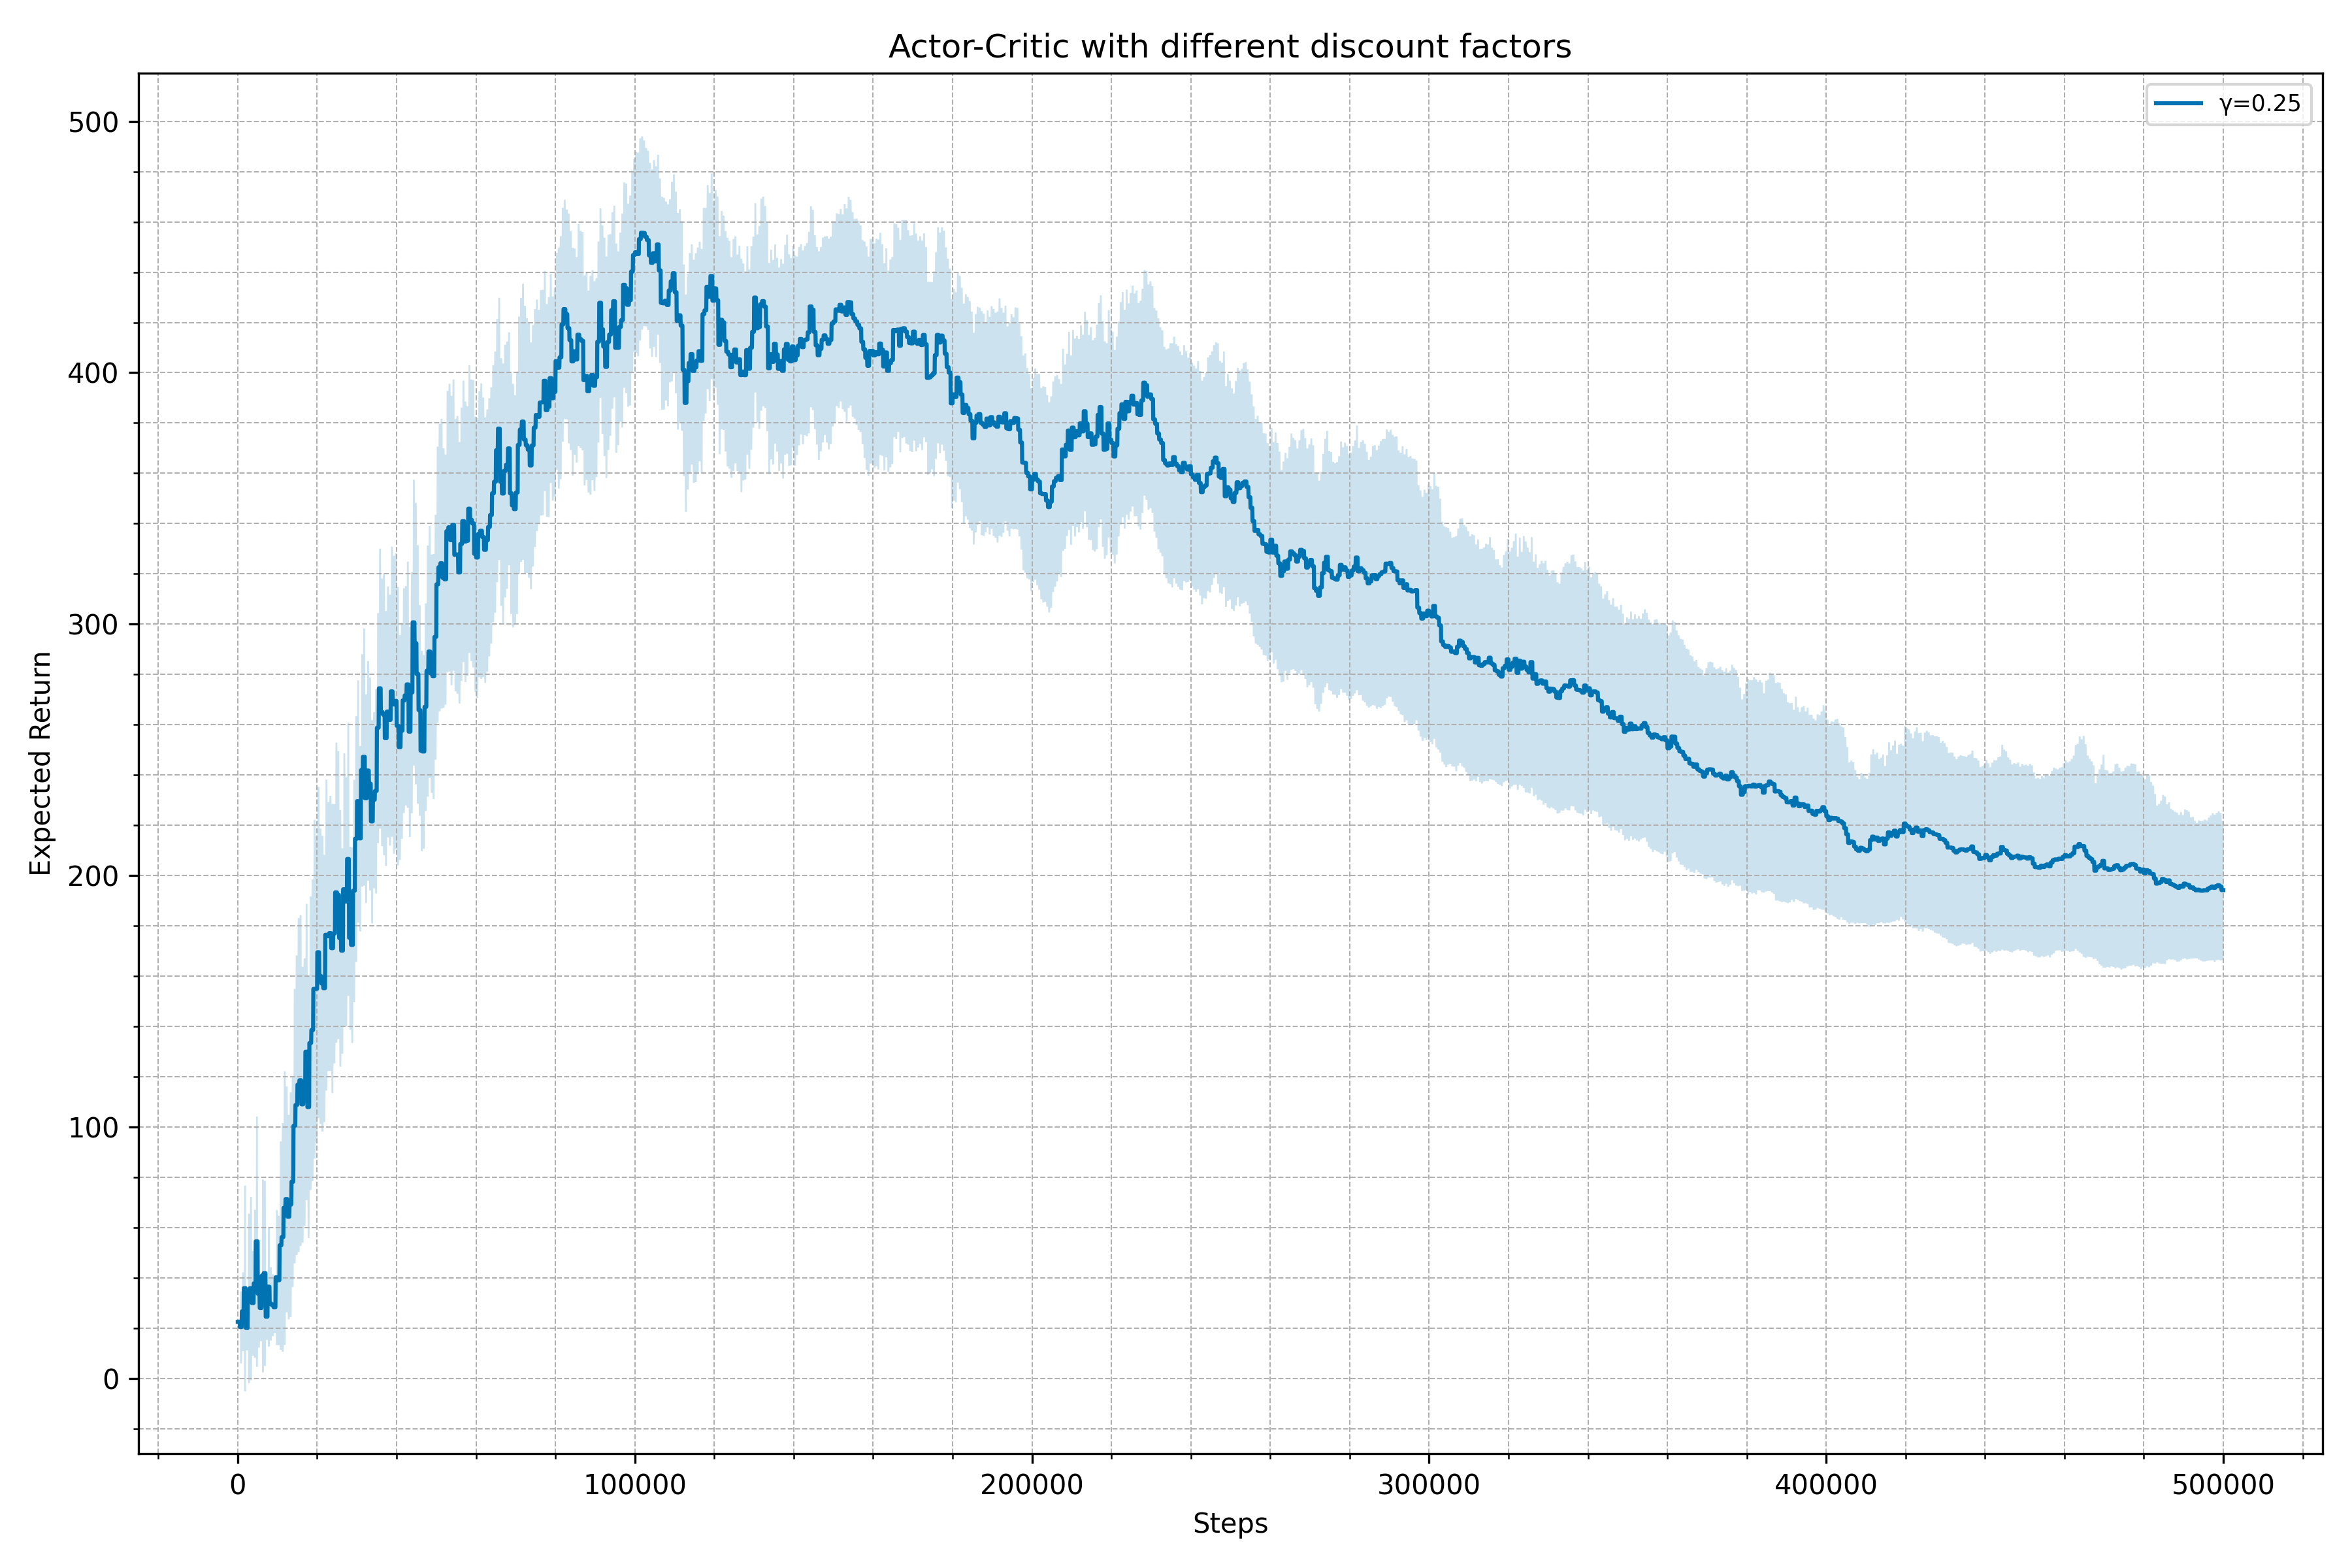 Actor-Critic with different discount factors
γ=0.25
Expected Return
500
400
300
200
100
0
0 100000 200000 300000 400000 500000
Steps